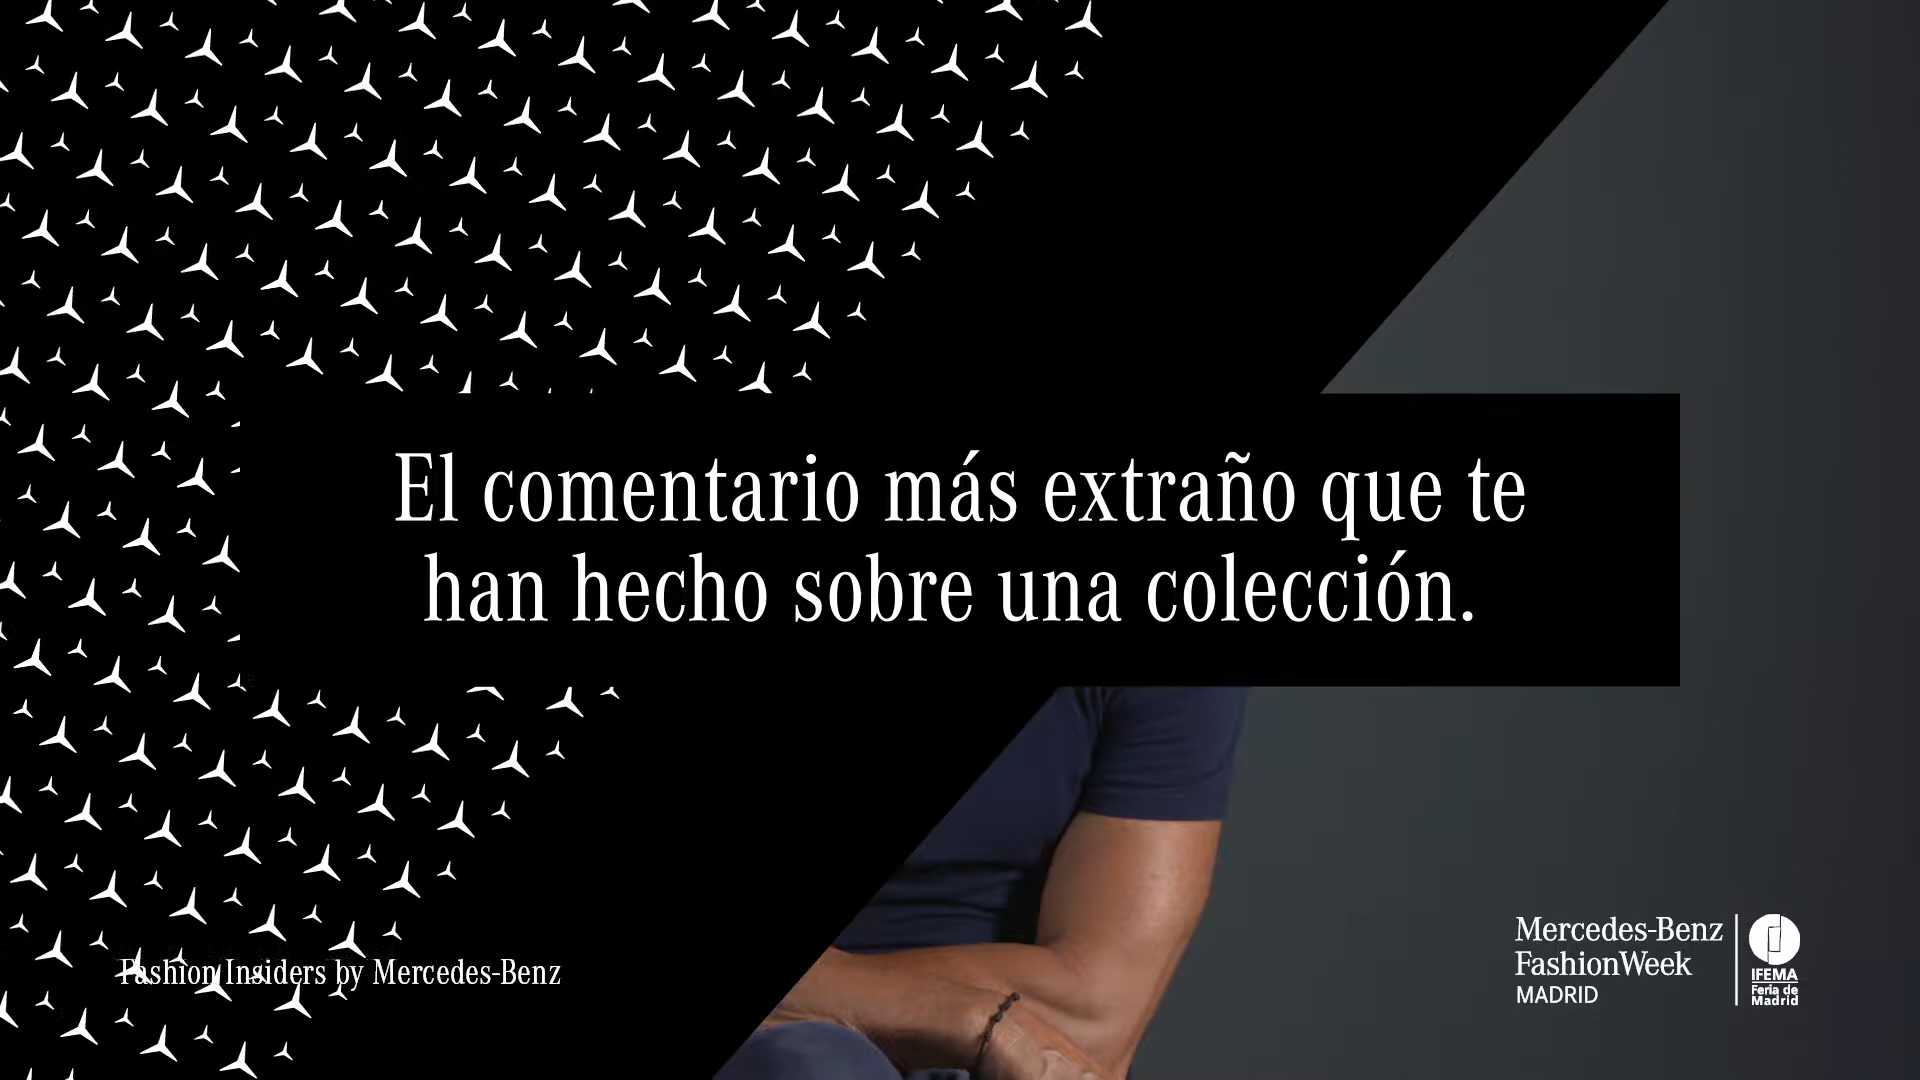 El comentario más extraño que te
han hecho sobre una colección.
Fashion Insiders by Mercedes-Benz
Mercedes-Benz
FashionWeek
MADRID
IFEMA
Feria de
Madrid